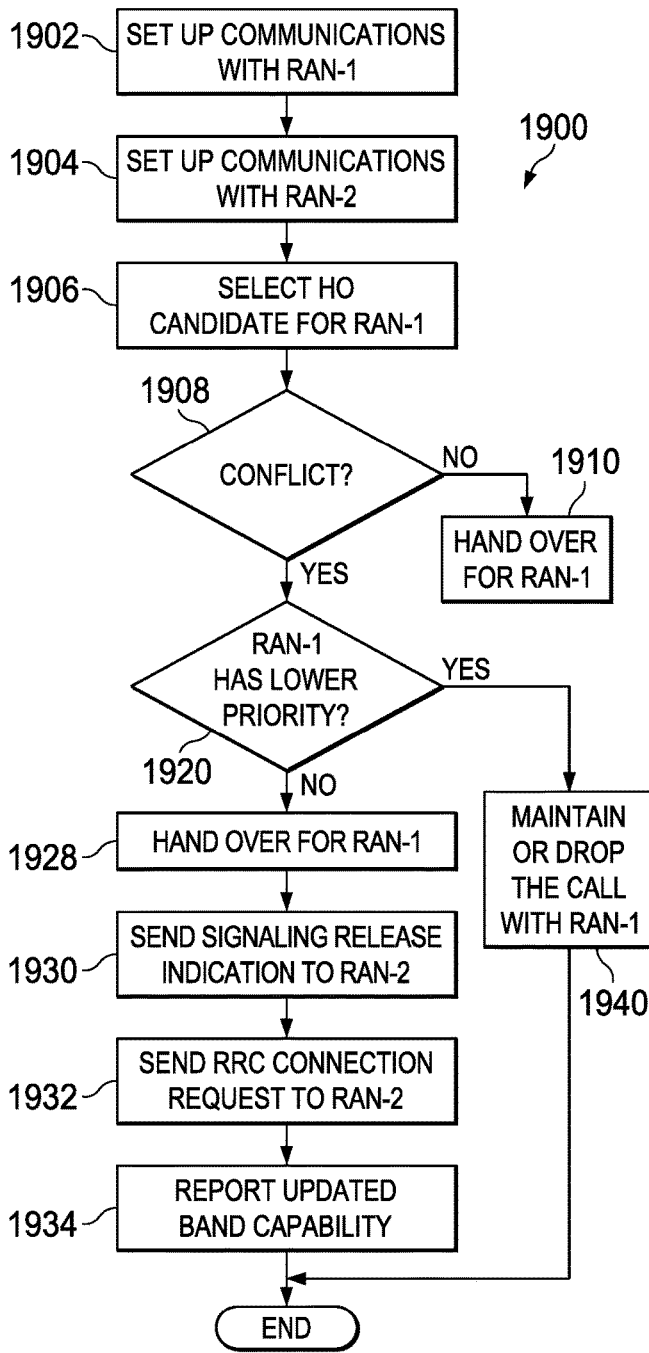 1902
SET UP COMMUNICATIONS
WITH RAN-1
1900
1904
SET UP COMMUNICATIONS
WITH RAN-2
1906
SELECT HO
CANDIDATE FOR RAN-1
1908
CONFLICT?
NO
1910
HAND OVER
FOR RAN-1
YES
RAN-1
HAS LOWER
PRIORITY?
YES
1920
NO
1928
HAND OVER FOR RAN-1
MAINTAIN
OR DROP
THE CALL
WITH RAN-1
1940
1930
SEND SIGNALING RELEASE
INDICATION TO RAN-2
1932
SEND RRC CONNECTION
REQUEST TO RAN-2
1934
REPORT UPDATED
BAND CAPABILITY
END